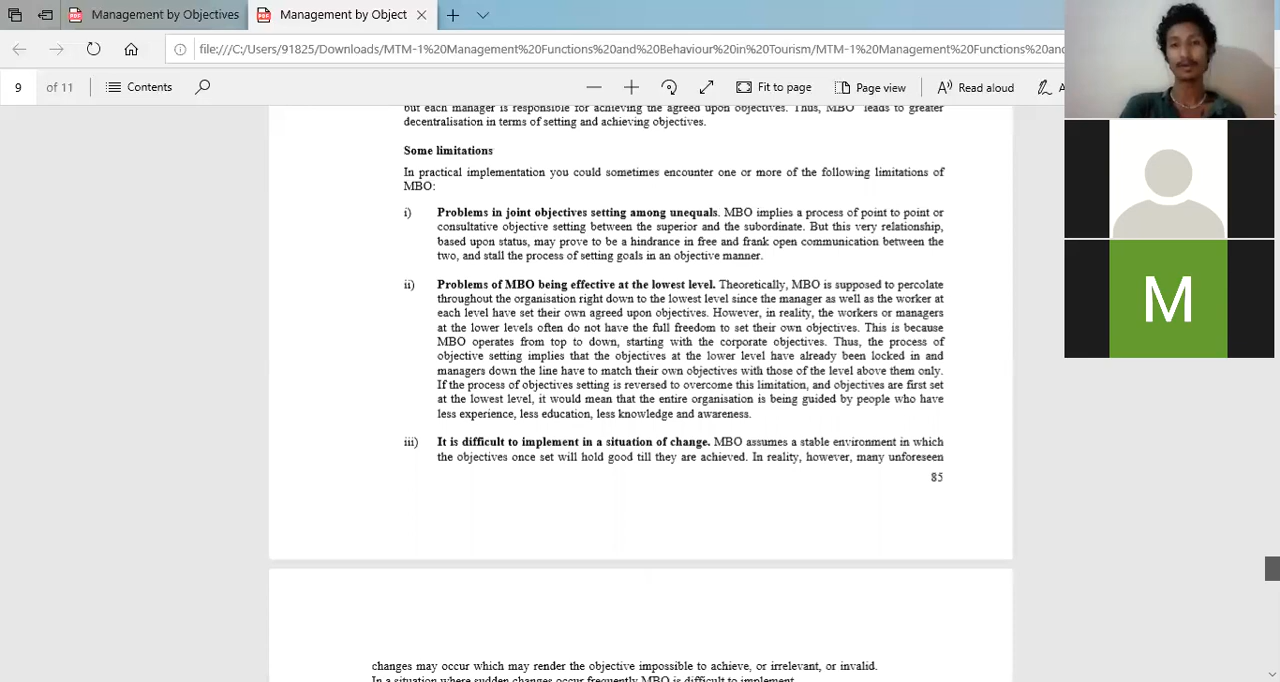 Management by Objectives
Management by Object
file:///C:/Users/91825/Downloads/MTM-1%20Management%20Functions%20and%20Behaviour%20in%20Tourism/MTM-1%20Management%20Functions%20and
9 of 11
Contents
Fit to page
Page view
Read aloud
but each manager is responsible for achieving the agreed upon objectives. Thus, MBO leads to greater
decentralisation in terms of setting and achieving objectives.
Some limitations
In practical implementation you could sometimes encounter one or more of the following limitations of
MBO:
i) Problems in joint objectives setting among unequals. MBO implies a process of point to point or
consultative objective setting between the superior and the subordinate. But this very relationship,
based upon status, may prove to be a hindrance in free and frank open communication between the
two, and stall the process of setting goals in an objective manner.
ii) Problems of MBO being effective at the lowest level. Theoretically, MBO is supposed to percolate
throughout the organisation right down to the lowest level since the manager as well as the worker at
each level have set their own agreed upon objectives. However, in reality, the workers or managers
at the lower levels often do not have the full freedom to set their own objectives. This is because
MBO operates from top to down, starting with the corporate objectives. Thus, the process of
objective setting implies that the objectives at the lower level have already been locked in and
managers down the line have to match their own objectives with those of the level above them only.
If the process of objectives setting is reversed to overcome this limitation, and objectives are first set
at the lowest level, it would mean that the entire organisation is being guided by people who have
less experience, less education, less knowledge and awareness.
iii) It is difficult to implement in a situation of change. MBO assumes a stable environment in which
the objectives once set will hold good till they are achieved. In reality, however, many unforeseen
85
changes may occur which may render the objective impossible to achieve, or irrelevant, or invalid.
In a situation where sudden changes occur frequently MBO is difficult to implement.
M